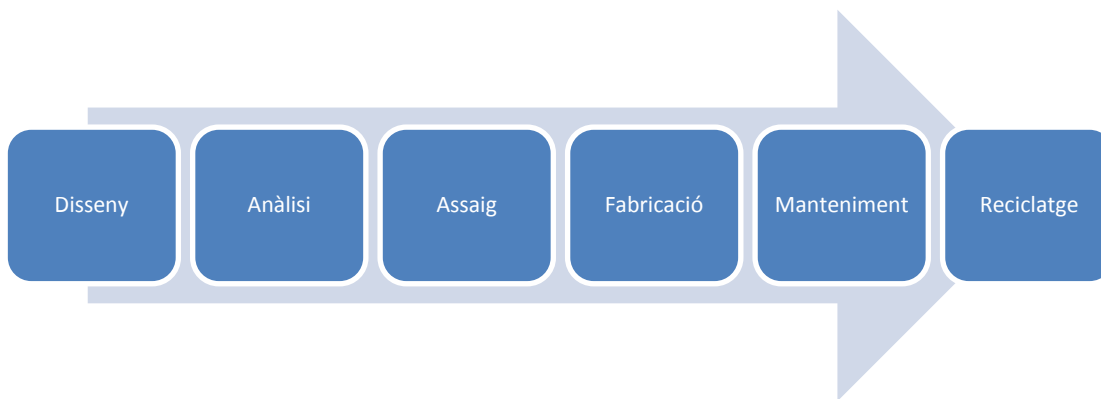 Disseny
Anàlisi
Assaig
Fabricació
Manteniment
Reciclatge